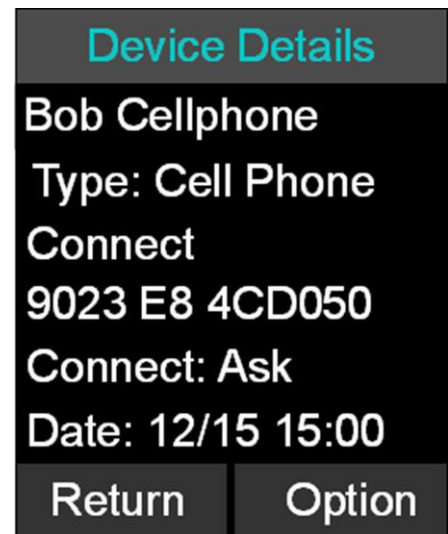 Device Details
Bob Cellphone
Type: Cell Phone
Connect
9023 E8 4CD050
Connect: Ask
Date: 12/15 15:00
Return Option